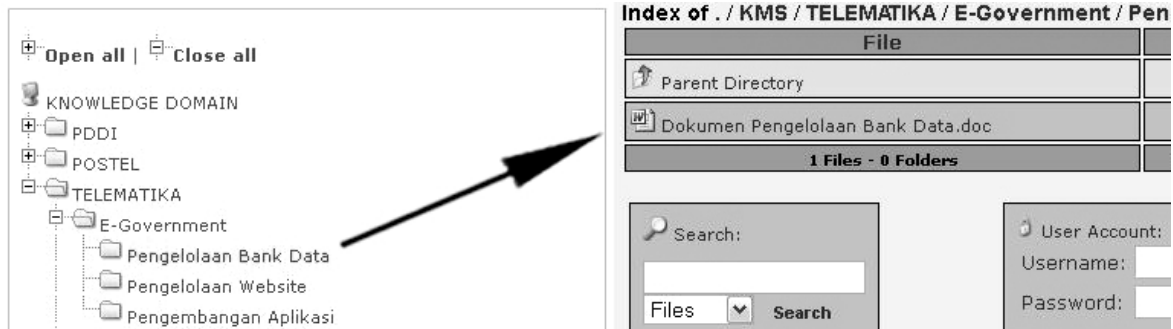 Open all | Close all
KNOWLEDGE DOMAIN
PDDI
POSTEL
TELEMATIKA
E-Government
Pengelolaan Bank Data
Pengelolaan Website
Pengembangan Aplikasi
Index of . / KMS / TELEMATIKA / E-Government / Pen
File
Parent Directory
Dokumen Pengelolaan Bank Data.doc
1 Files - 0 Folders
Search:
Files
Search
User Account:
Username:
Password: